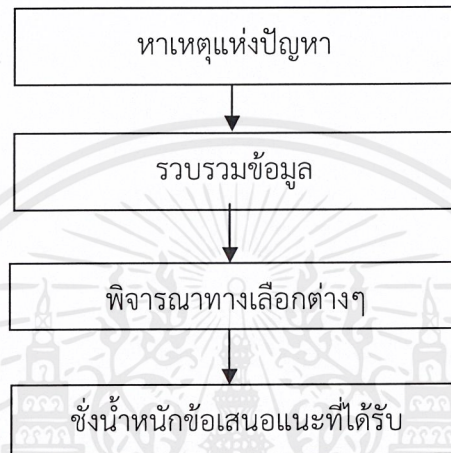 หาเหตุแห่งปัญหา
รวบรวมข้อมูล
พิจารณาทางเลือกต่างๆ
ชั่งน้ำหนักข้อเสนอแนะที่ได้รับ